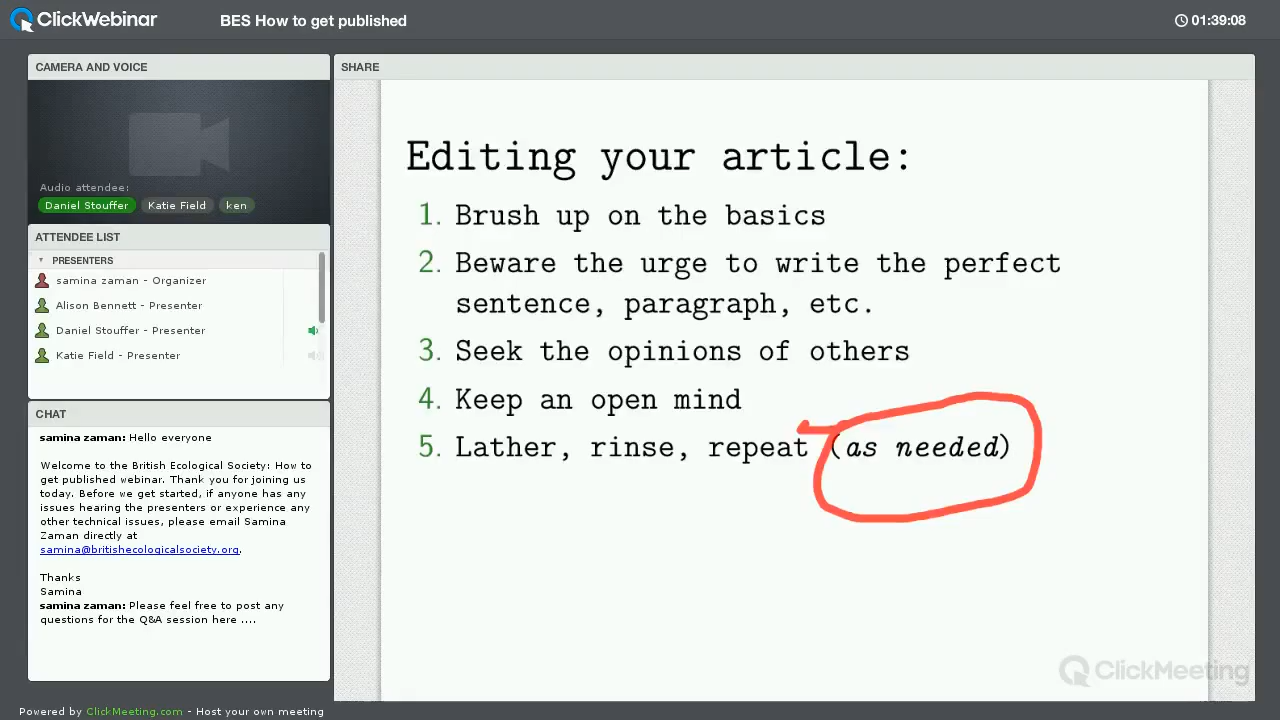 ClickWebinar
BES How to get published
01:39:08
CAMERA AND VOICE
Audio attendee:
Daniel Stouffer
Katie Field
ken
ATTENDEE LIST
PRESENTERS
samina zaman - Organizer
Alison Bennett - Presenter
Daniel Stouffer - Presenter
Katie Field - Presenter
CHAT
samina zaman: Hello everyone
Welcome to the British Ecological Society: How to
get published webinar. Thank you for joining us
today. Before we get started, if anyone has any
issues hearing the presenters or experience any
other technical issues, please email Samina
Zaman directly at
samina@britishecologicalsociety.org.
Thanks
Samina
samina zaman: Please feel free to post any
questions for the Q&A session here ....
SHARE
Editing your article:
1. Brush up on the basics
2. Beware the urge to write the perfect
sentence, paragraph, etc.
3. Seek the opinions of others
4. Keep an open mind
5. Lather, rinse, repeat (as needed)
ClickMeeting
Powered by ClickMeeting.com - Host your own meeting